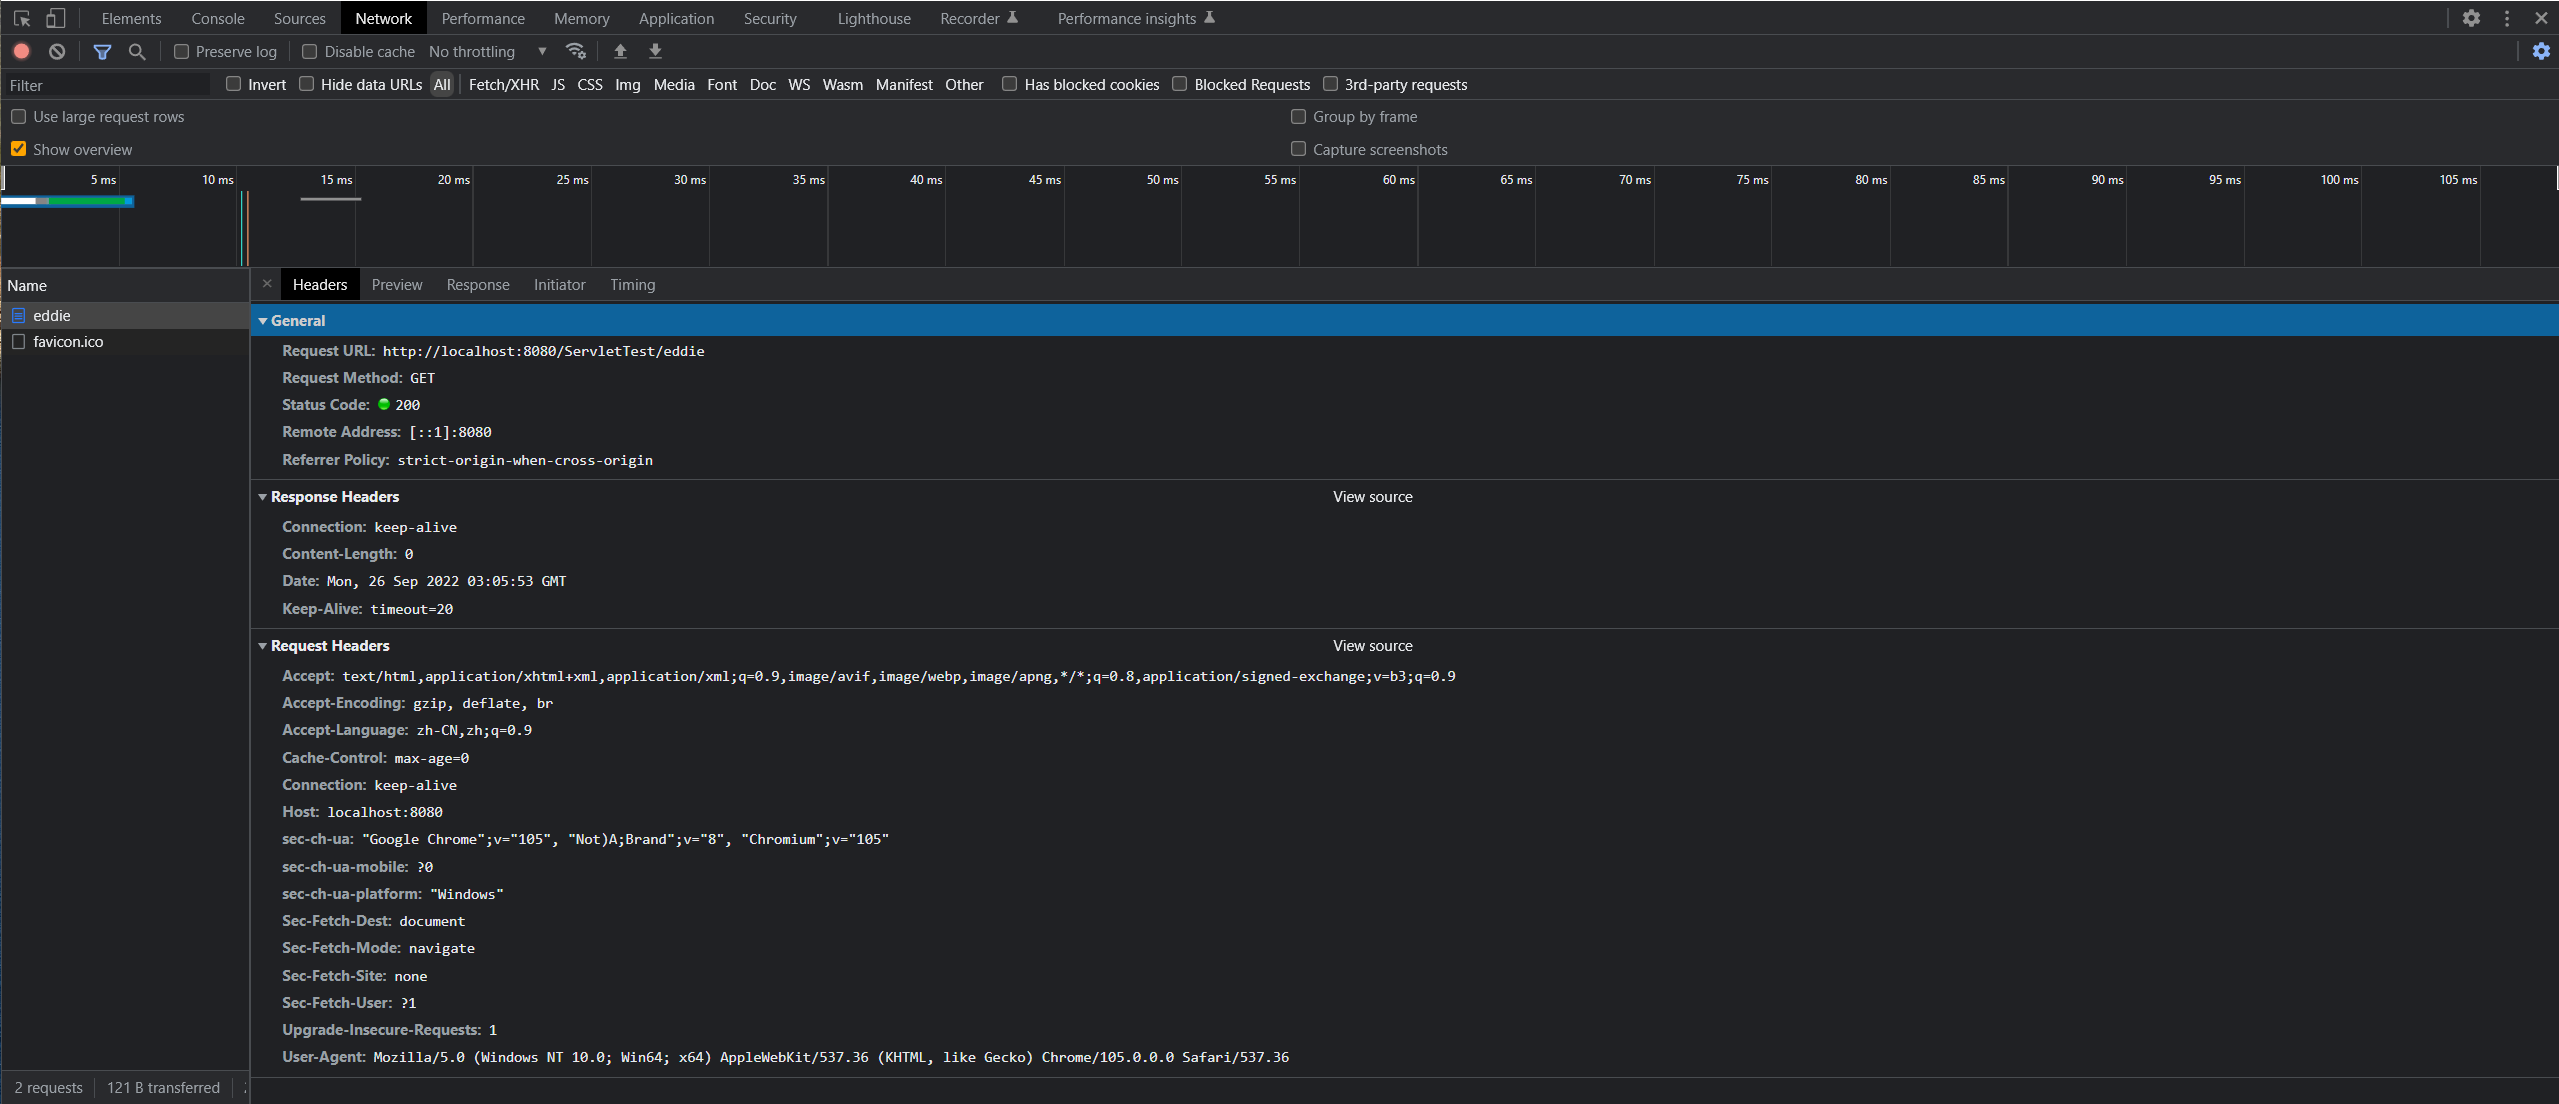 Elements Console Sources Network Performance Memory Application Security Lighthouse Recorder Performance insights
Preserve log Disable cache No throttling
Filter Invert Hide data URLs All Fetch/XHR JS CSS Img Media Font Doc WS Wasm Manifest Other Has blocked cookies Blocked Requests 3rd-party requests
Use large request rows Group by frame
Show overview Capture screenshots
5 ms 10 ms 15 ms 20 ms 25 ms 30 ms 35 ms 40 ms 45 ms 50 ms 55 ms 60 ms 65 ms 70 ms 75 ms 80 ms 85 ms 90 ms 95 ms 100 ms 105 ms
Name
eddie
favicon.ico
Headers Preview Response Initiator Timing
General
Request URL: http://localhost:8080/ServletTest/eddie
Request Method: GET
Status Code: 200
Remote Address: [::1]:8080
Referrer Policy: strict-origin-when-cross-origin
Response Headers View source
Connection: keep-alive
Content-Length: 0
Date: Mon, 26 Sep 2022 03:05:53 GMT
Keep-Alive: timeout=20
Request Headers View source
Accept: text/html,application/xhtml+xml,application/xml;q=0.9,image/avif,image/webp,image/apng,*/*;q=0.8,application/signed-exchange;v=b3;q=0.9
Accept-Encoding: gzip, deflate, br
Accept-Language: zh-CN,zh;q=0.9
Cache-Control: max-age=0
Connection: keep-alive
Host: localhost:8080
sec-ch-ua: "Google Chrome";v="105", "Not)A;Brand";v="8", "Chromium";v="105"
sec-ch-ua-mobile: ?0
sec-ch-ua-platform: "Windows"
Sec-Fetch-Dest: document
Sec-Fetch-Mode: navigate
Sec-Fetch-Site: none
Sec-Fetch-User: ?1
Upgrade-Insecure-Requests: 1
User-Agent: Mozilla/5.0 (Windows NT 10.0; Win64; x64) AppleWebKit/537.36 (KHTML, like Gecko) Chrome/105.0.0.0 Safari/537.36
2 requests 121 B transferred